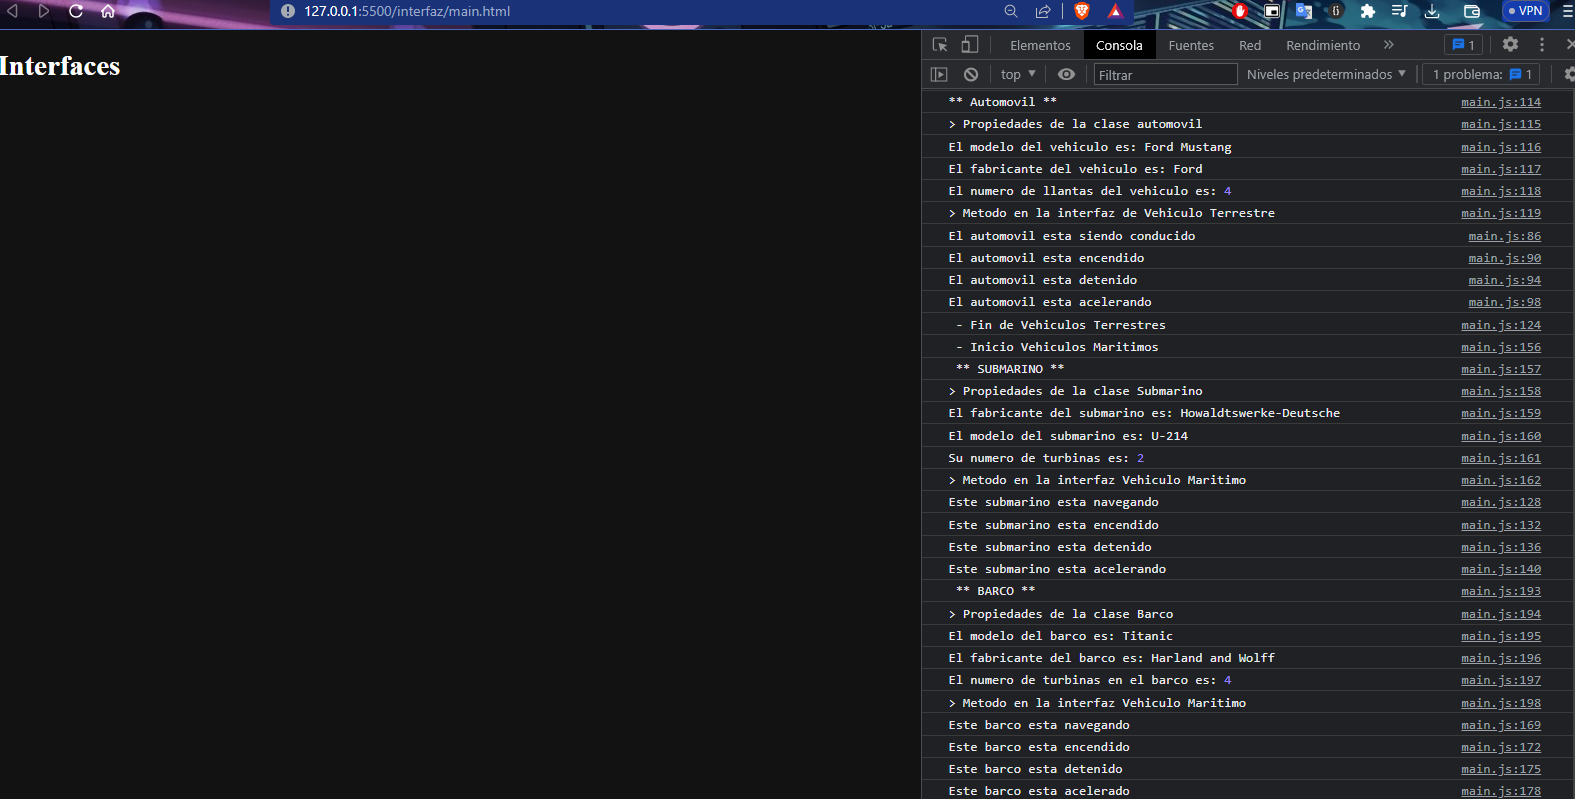 127.0.0.1:5500/interfaz/main.html
VPN
Interfaces
Elementos Consola Fuentes Red Rendimiento » 1
top Filtrar Niveles predeterminados 1 problema: 1
** Automovil ** main.js:114
> Propiedades de la clase automovil main.js:115
El modelo del vehiculo es: Ford Mustang main.js:116
El fabricante del vehiculo es: Ford main.js:117
El numero de llantas del vehiculo es: 4 main.js:118
> Metodo en la interfaz de Vehiculo Terrestre main.js:119
El automovil esta siendo conducido main.js:86
El automovil esta encendido main.js:90
El automovil esta detenido main.js:94
El automovil esta acelerando main.js:98
- Fin de Vehiculos Terrestres main.js:124
- Inicio Vehiculos Maritimos main.js:156
** SUBMARINO ** main.js:157
> Propiedades de la clase Submarino main.js:158
El fabricante del submarino es: Howaldtswerke-Deutsche main.js:159
El modelo del submarino es: U-214 main.js:160
Su numero de turbinas es: 2 main.js:161
> Metodo en la interfaz Vehiculo Maritimo main.js:162
Este submarino esta navegando main.js:128
Este submarino esta encendido main.js:132
Este submarino esta detenido main.js:136
Este submarino esta acelerando main.js:140
** BARCO ** main.js:193
> Propiedades de la clase Barco main.js:194
El modelo del barco es: Titanic main.js:195
El fabricante del barco es: Harland and Wolff main.js:196
El numero de turbinas en el barco es: 4 main.js:197
> Metodo en la interfaz Vehiculo Maritimo main.js:198
Este barco esta navegando main.js:169
Este barco esta encendido main.js:172
Este barco esta detenido main.js:175
Este barco esta acelerado main.js:178